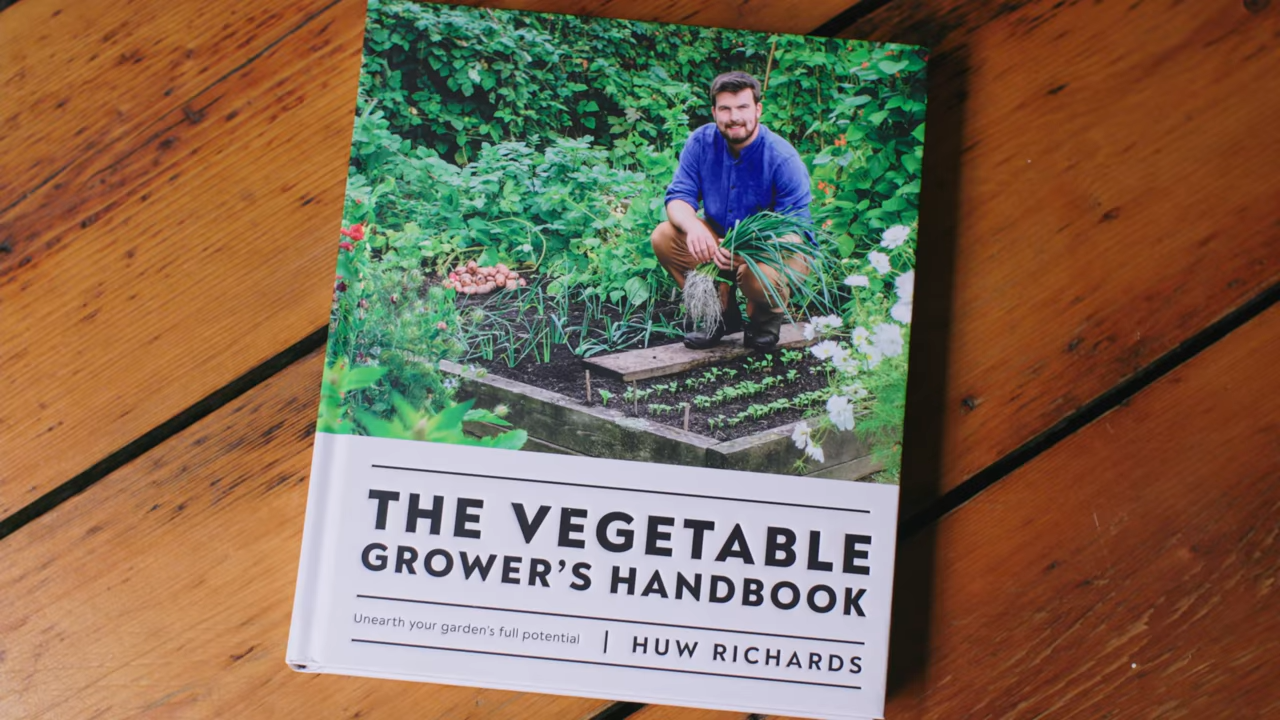 THE VEGETABLE
GROWER'S HANDBOOK
Unearth your garden's full potential | HUW RICHARDS